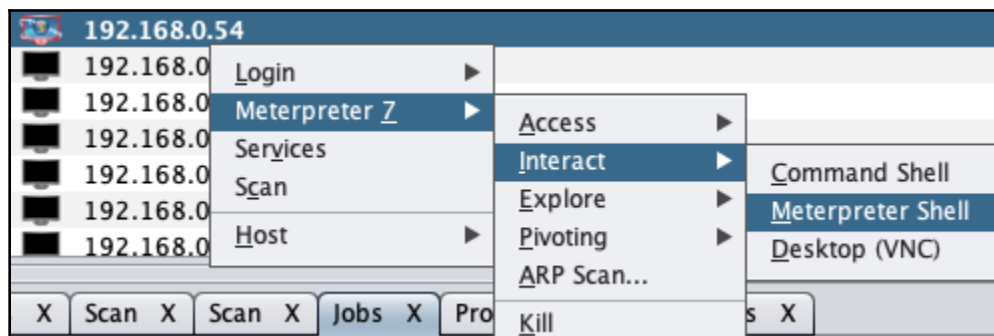 192.168.0.54
192.168.0
192.168.0
192.168.0
192.168.0
192.168.0
192.168.0
Login
Meterpreter 7
Services
Scan
Host
Access
Interact
Explore
Pivoting
ARP Scan...
Kill
Command Shell
Meterpreter Shell
Desktop (VNC)
X Scan X Scan X Jobs X Pro s X